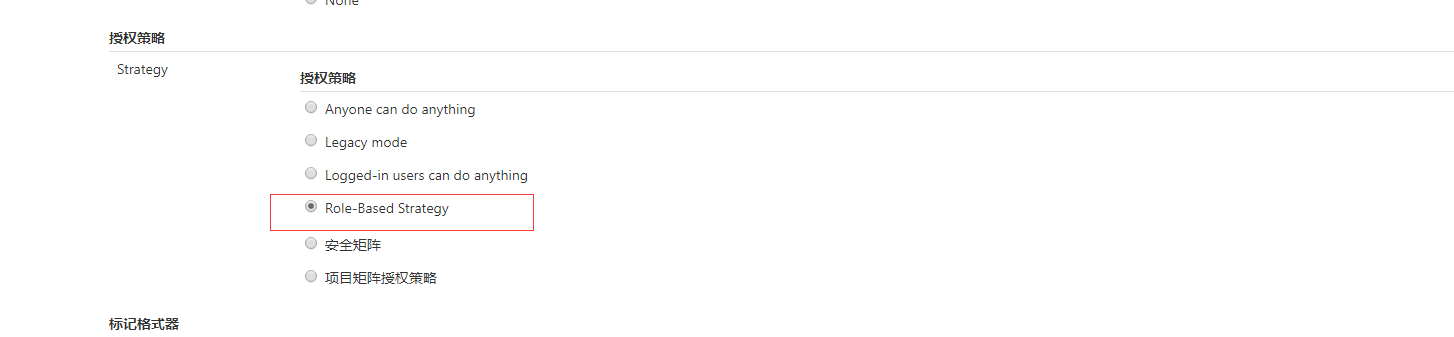 None
授权策略
Strategy
授权策略
Anyone can do anything
Legacy mode
Logged-in users can do anything
Role-Based Strategy
安全矩阵
项目矩阵授权策略
标记格式器